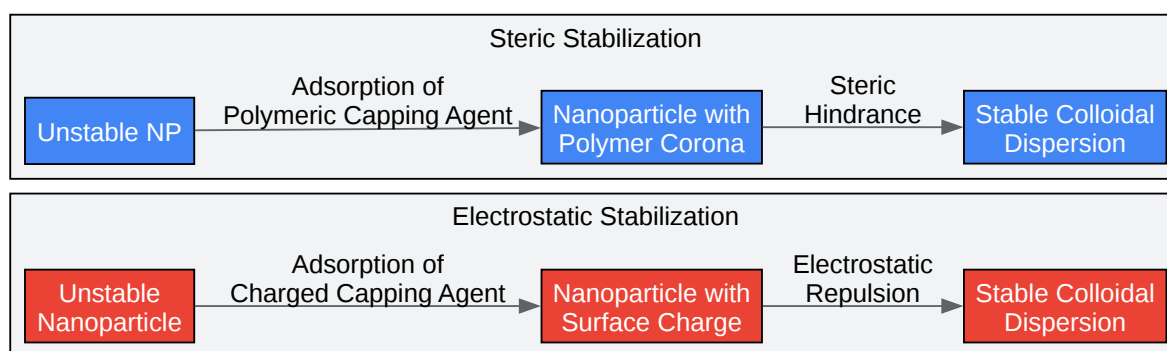 Steric Stabilization
Adsorption of
Polymeric Capping Agent
Steric
Hindrance
Unstable NP
Nanoparticle with
Polymer Corona
Stable Colloidal
Dispersion
Electrostatic Stabilization
Adsorption of
Charged Capping Agent
Electrostatic
Repulsion
Unstable
Nanoparticle
Nanoparticle with
Surface Charge
Stable Colloidal
Dispersion